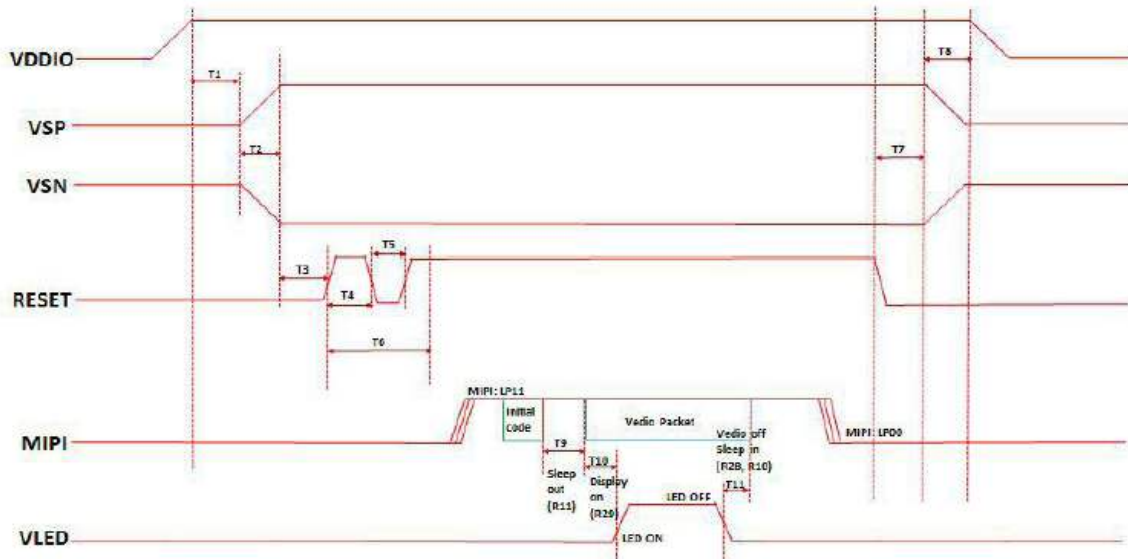 VDDIO
T1
T8
VSP
T2
T7
VSN
T5
T3
RESET
T4
T6
MIPI: LP11
Initial
code
Vedio Packet
MIPI
MIPI: LP00
T9
Vedio off
Sleep in
(R28, R10)
T10
Sleep
out
(R11)
Display
on
(R29)
T11
LED OFF
VLED
LED ON